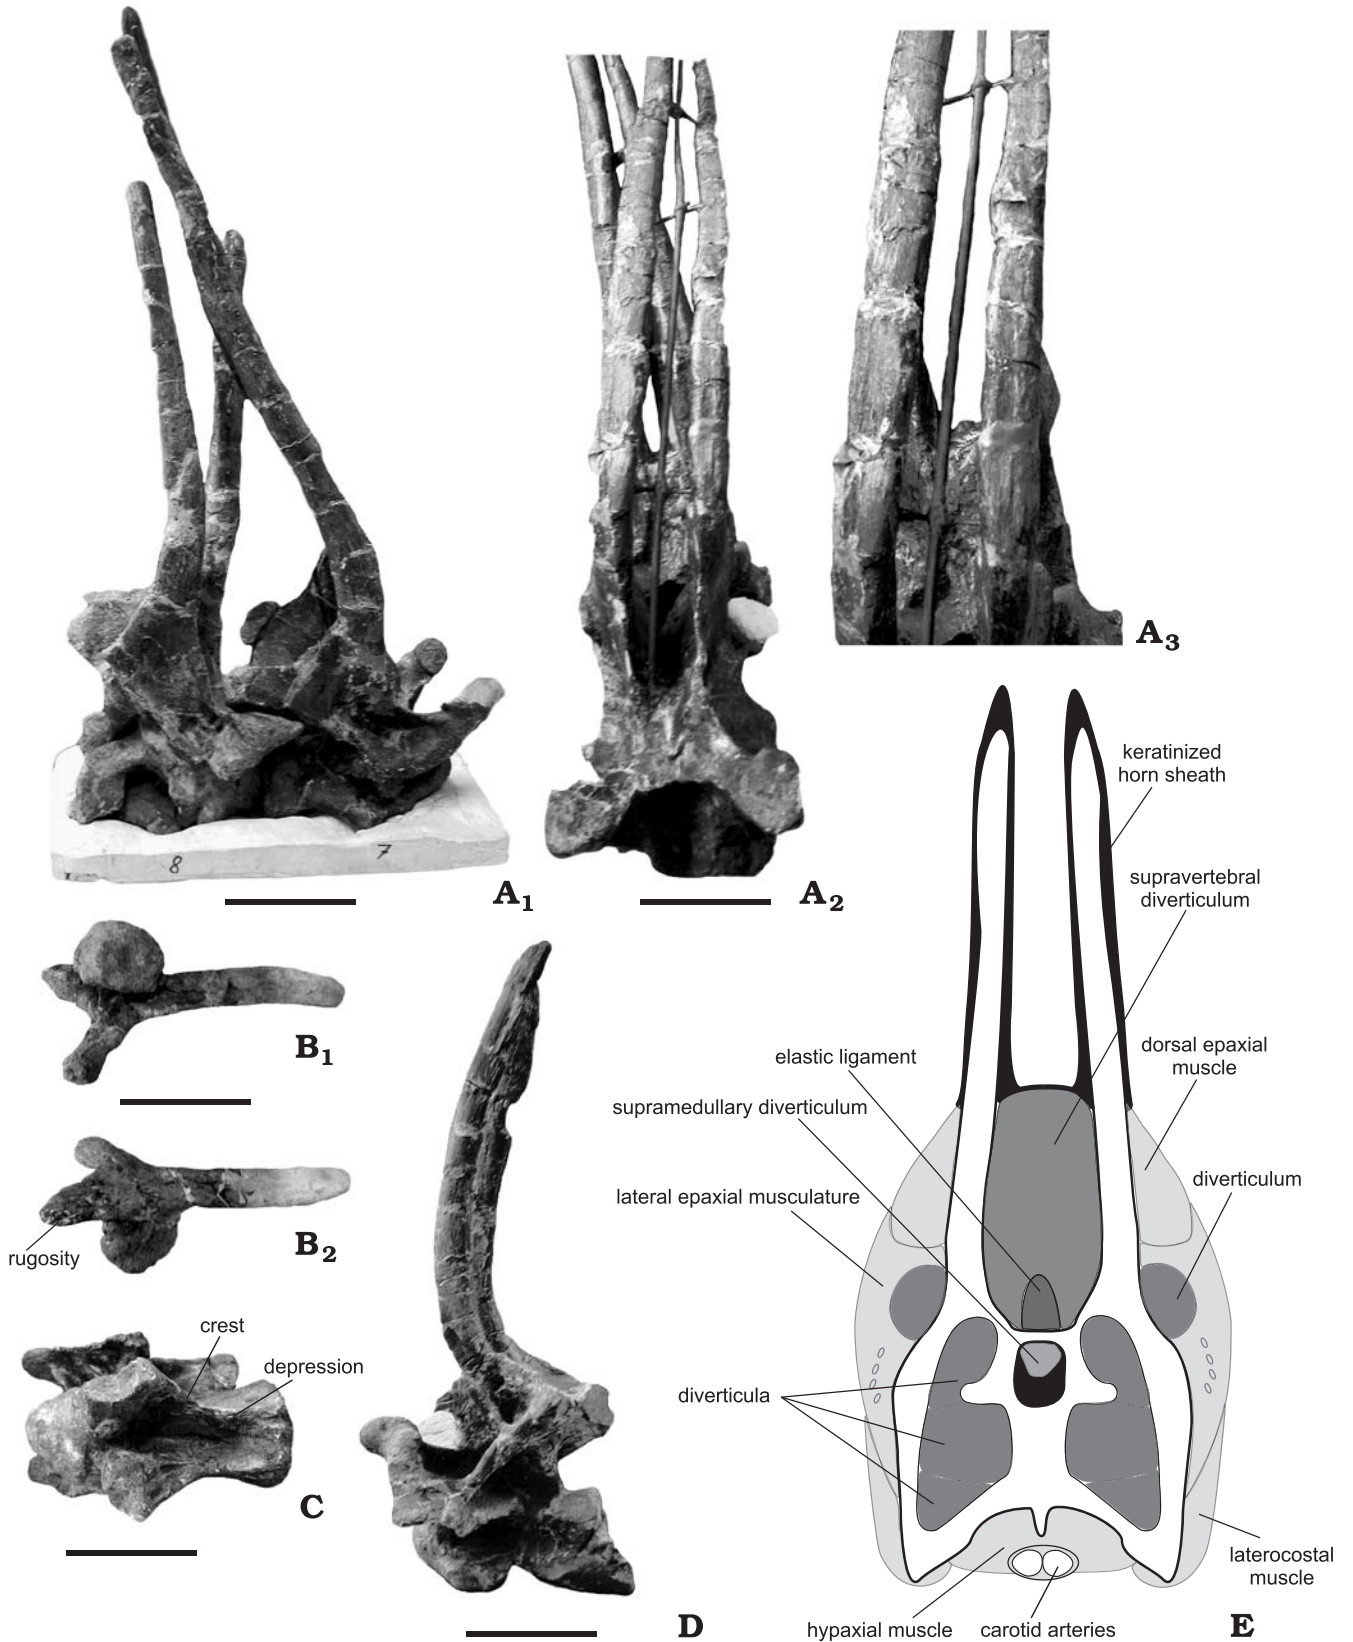 A3
keratinized
horn sheath
8
7
A1
A2
supravertebral
diverticulum
B1
elastic ligament
dorsal epaxial
muscle
supramedullary diverticulum
lateral epaxial musculature
diverticulum
B2
rugosity
crest
depression
diverticula
C
laterocostal
muscle
D
hypaxial muscle
carotid arteries
E